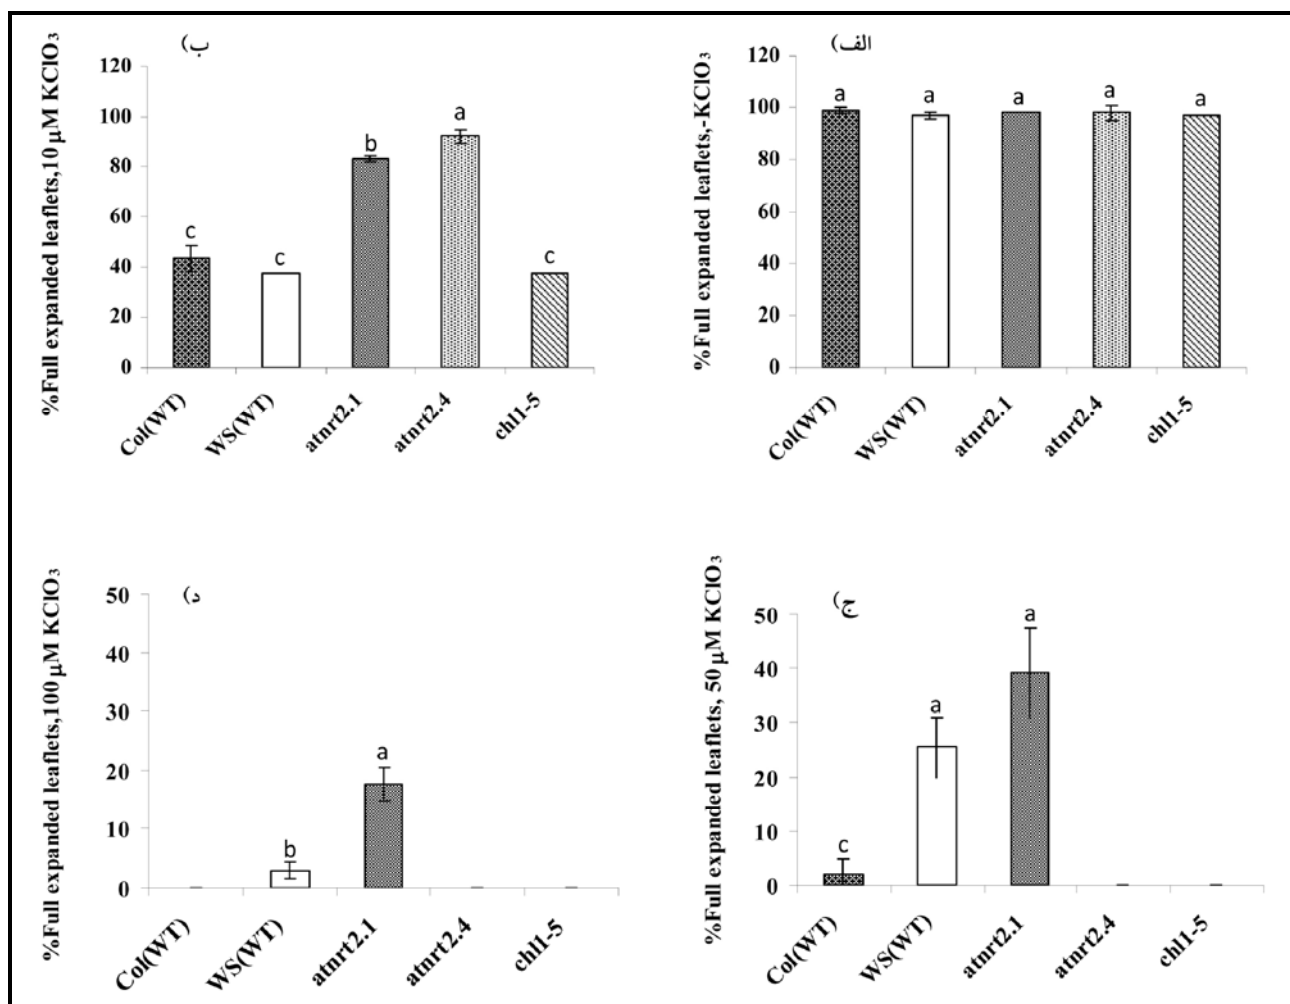 ب)
%Full expanded leaflets,10 µM KClO₃
120
100
80
60
40
20
0
c
c
b
a
c
Col(WT)
WS(WT)
atnrt2.1
atnrt2.4
chl1-5
الف)
%Full expanded leaflets,-KClO₃
120
100
80
60
40
20
0
a
a
a
a
a
Col(WT)
WS(WT)
atnrt2.1
atnrt2.4
chl1-5
د)
%Full expanded leaflets,100 µM KClO₃
50
40
30
20
10
0
b
a
Col(WT)
WS(WT)
atnrt2.1
atnrt2.4
chl1-5
ج)
%Full expanded leaflets, 50 µM KClO₃
50
40
30
20
10
0
c
a
a
Col(WT)
WS(WT)
atnrt2.1
atnrt2.4
chl1-5